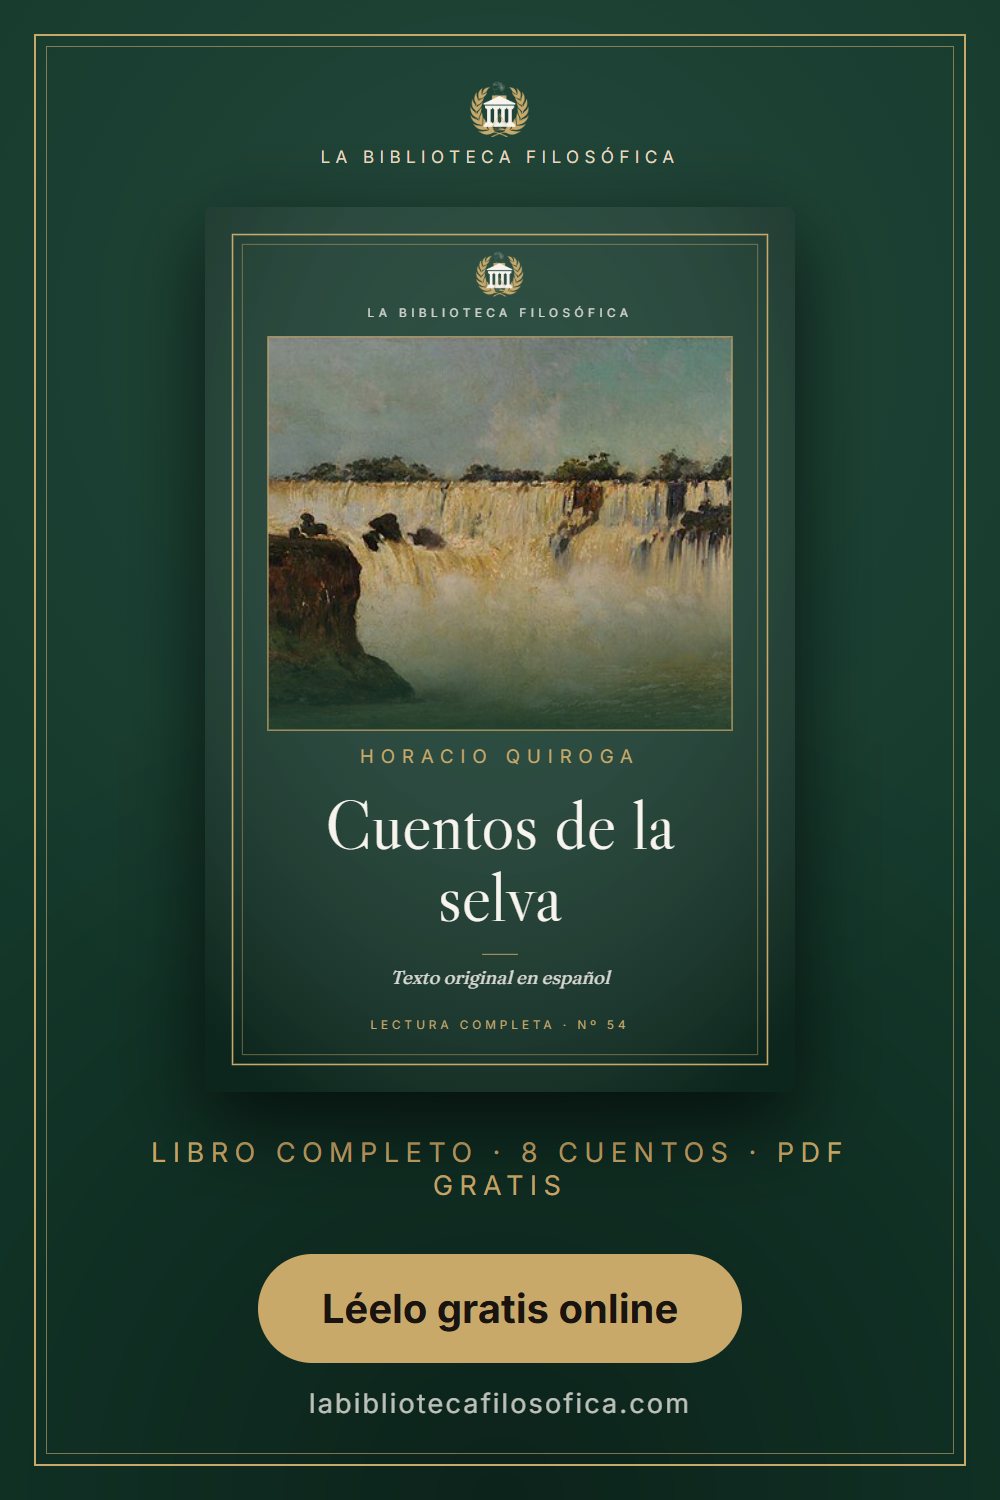 LA BIBLIOTECA FILOSÓFICA
LA BIBLIOTECA FILOSÓFICA
HORACIO QUIROGA
Cuentos de la
selva
Texto original en español
LECTURA COMPLETA · Nº 54
LIBRO COMPLETO · 8 CUENTOS · PDF
GRATIS
Léelo gratis online
labibliotecafilosofica.com